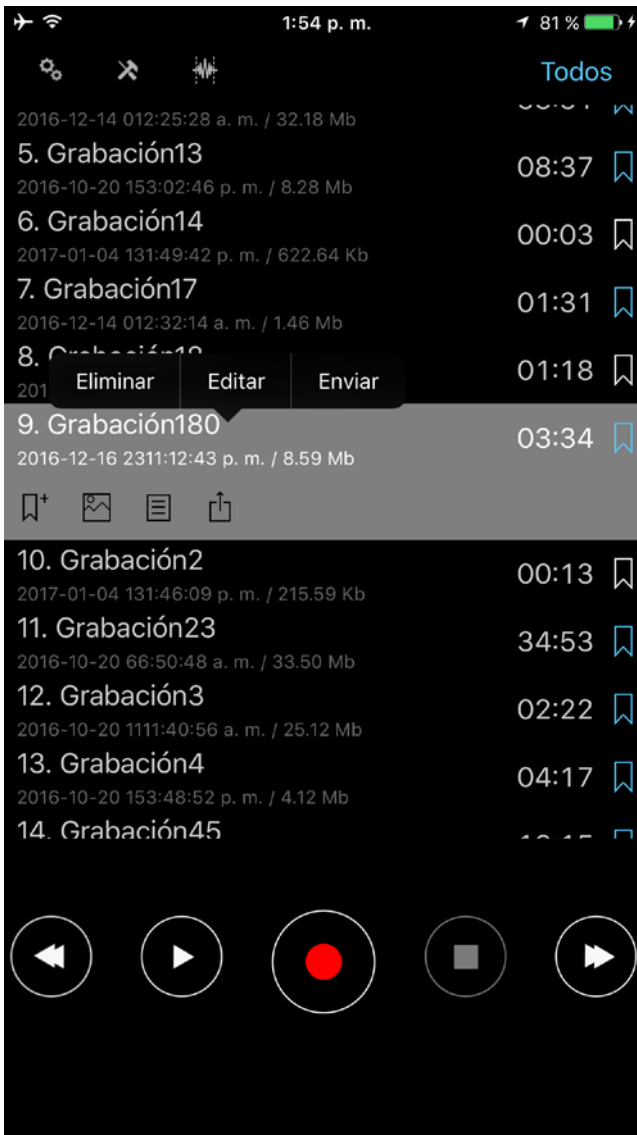 1:54 p. m.
81 %
Todos
2016-12-14 012:25:28 a. m. / 32.18 Mb
5. Grabación13
08:37
2016-10-20 153:02:46 p. m. / 8.28 Mb
6. Grabación14
00:03
2017-01-04 131:49:42 p. m. / 622.64 Kb
7. Grabación17
01:31
2016-12-14 012:32:14 a. m. / 1.46 Mb
8.
01:18
201
Eliminar Editar Enviar
9. Grabación180
03:34
2016-12-16 2311:12:43 p. m. / 8.59 Mb
10. Grabación2
00:13
2017-01-04 131:46:09 p. m. / 215.59 Kb
11. Grabación23
34:53
2016-10-20 66:50:48 a. m. / 33.50 Mb
12. Grabación3
02:22
2016-10-20 1111:40:56 a. m. / 25.12 Mb
13. Grabación4
04:17
2016-10-20 153:48:52 p. m. / 4.12 Mb
14. Grabación45